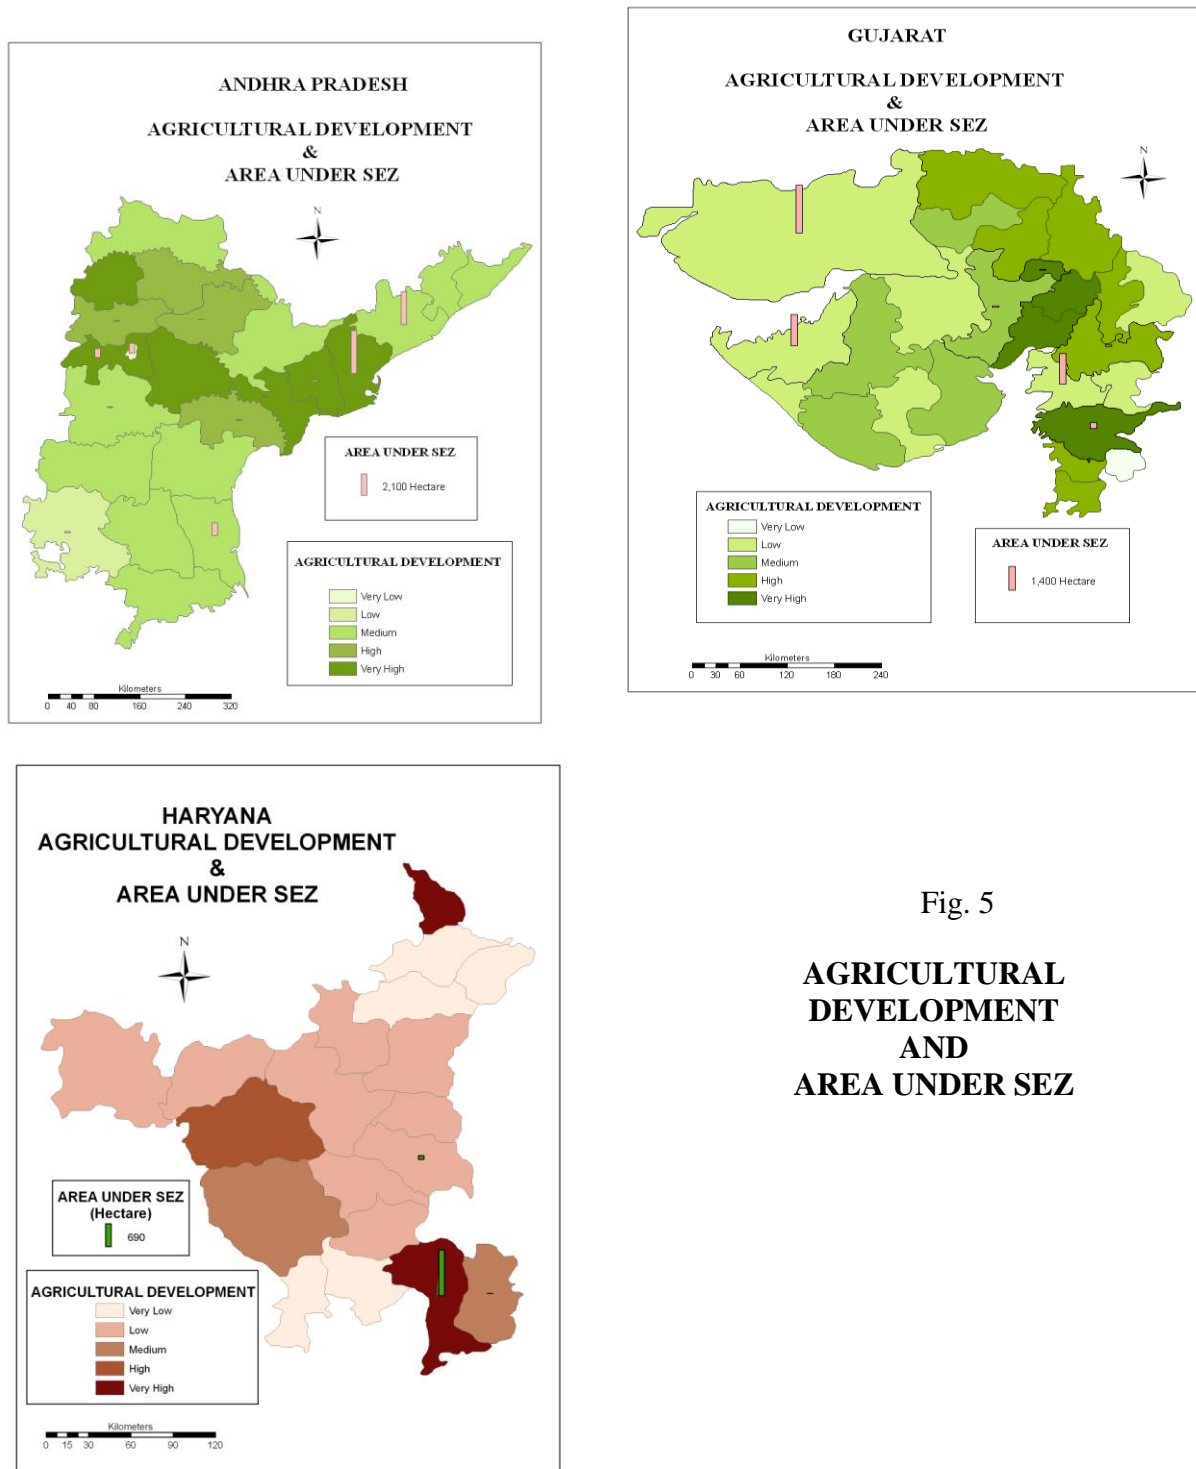 ANDHRA PRADESH
AGRICULTURAL DEVELOPMENT
&
AREA UNDER SEZ
N
AREA UNDER SEZ
2,100 Hectare
AGRICULTURAL DEVELOPMENT
Very Low
Low
Medium
High
Very High
Kilometers
0 40 80 160 240 320
GUJARAT
AGRICULTURAL DEVELOPMENT
&
AREA UNDER SEZ
N
AGRICULTURAL DEVELOPMENT
Very Low
Low
Medium
High
Very High
AREA UNDER SEZ
1,400 Hectare
Kilometers
0 30 60 120 180 240
HARYANA
AGRICULTURAL DEVELOPMENT
&
AREA UNDER SEZ
N
AREA UNDER SEZ
(Hectare)
690
AGRICULTURAL DEVELOPMENT
Very Low
Low
Medium
High
Very High
Kilometers
0 15 30 60 90 120
Fig. 5
AGRICULTURAL
DEVELOPMENT
AND
AREA UNDER SEZ